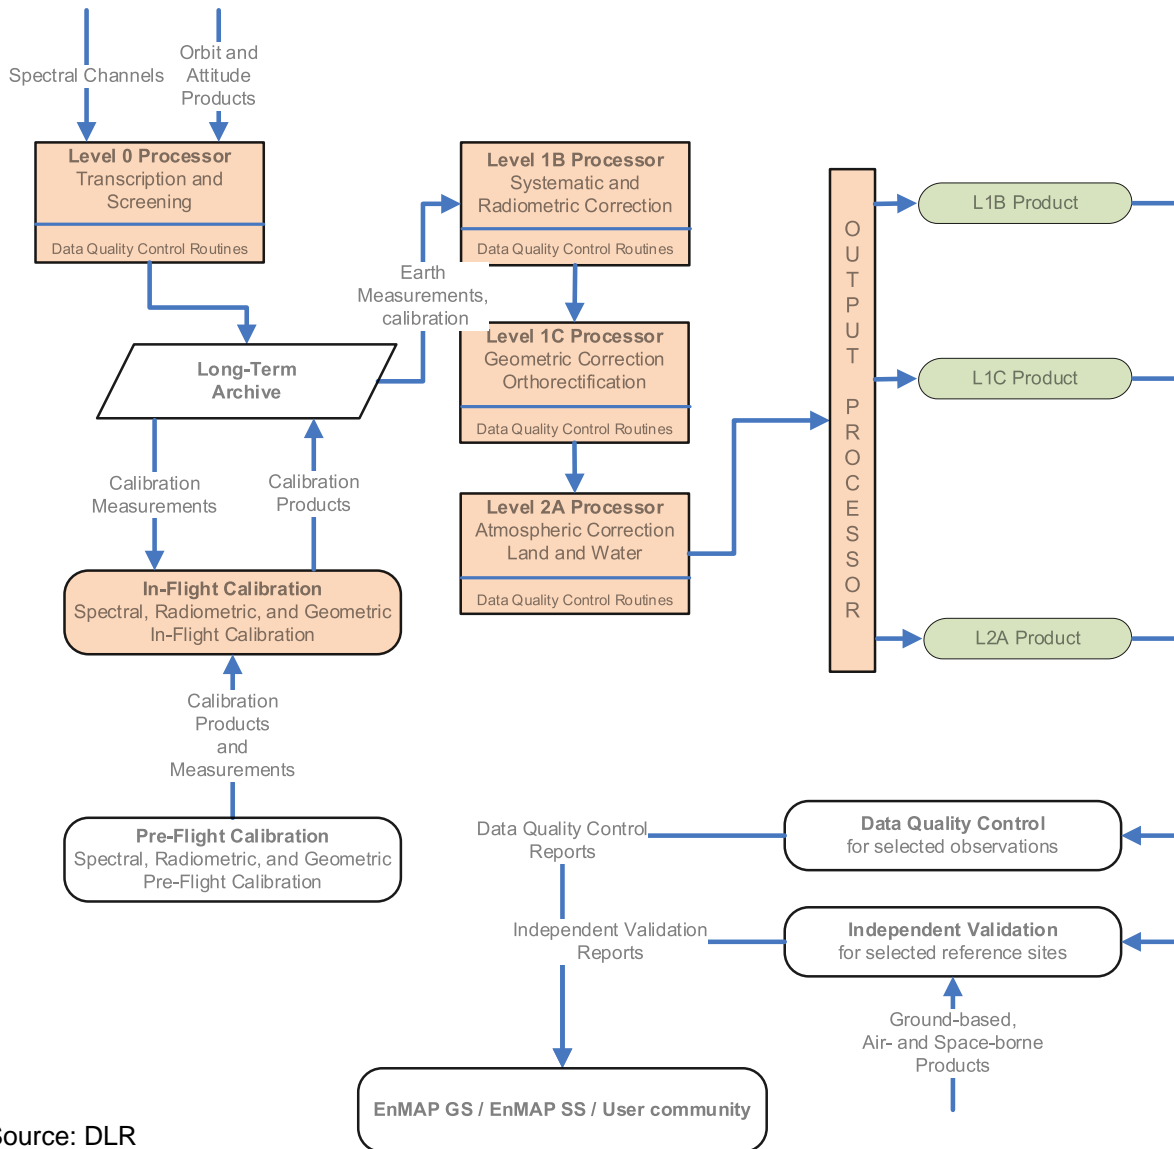 Spectral Channels
Orbit and
Attitude
Products
Level 0 Processor
Transcription and
Screening
Data Quality Control Routines
Long-Term
Archive
Calibration
Measurements
Calibration
Products
In-Flight Calibration
Spectral, Radiometric, and Geometric
In-Flight Calibration
Calibration
Products
and
Measurements
Pre-Flight Calibration
Spectral, Radiometric, and Geometric
Pre-Flight Calibration
Earth
Measurements,
calibration
Level 1B Processor
Systematic and
Radiometric Correction
Data Quality Control Routines
Level 1C Processor
Geometric Correction
Orthorectification
Data Quality Control Routines
Level 2A Processor
Atmospheric Correction
Land and Water
Data Quality Control Routines
OUTPUT PROCESSOR
L1B Product
L1C Product
L2A Product
Data Quality Control
for selected observations
Data Quality Control
Reports
Independent Validation
for selected reference sites
Independent Validation
Reports
Ground-based,
Air- and Space-borne
Products
EnMAP GS / EnMAP SS / User community
Source: DLR